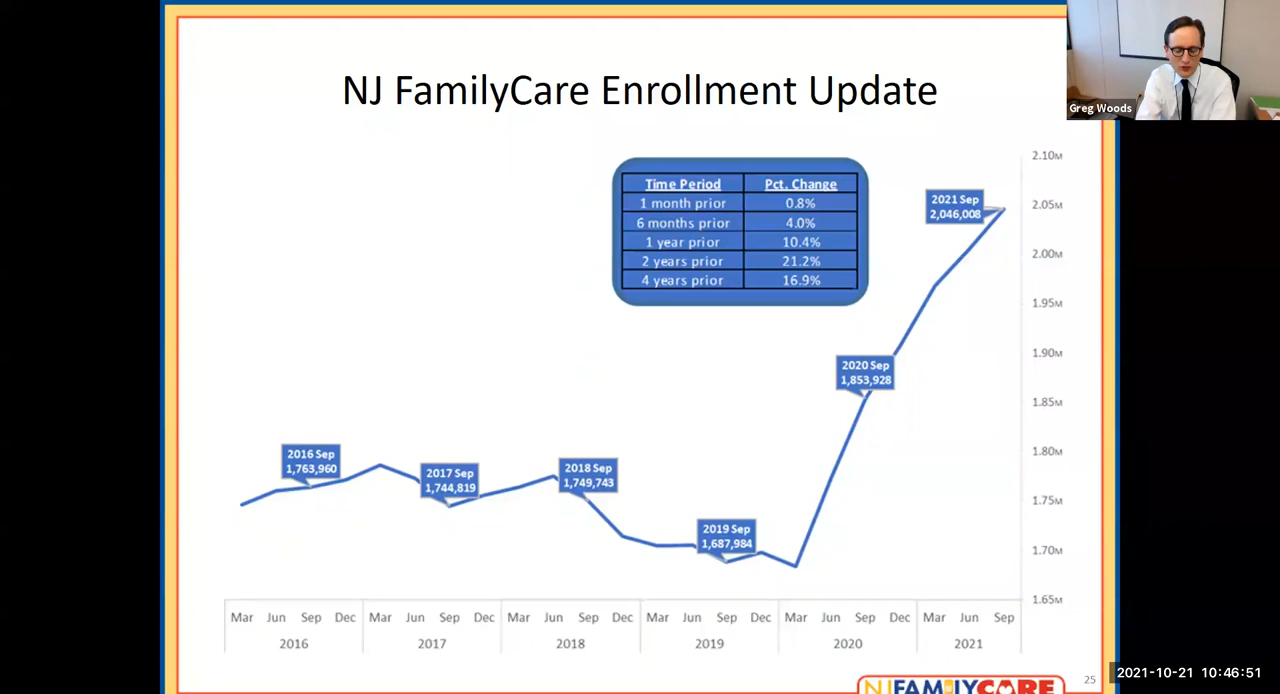 Greg Woods
NJ FamilyCare Enrollment Update
Time Period Pct. Change
1 month prior 0.8%
6 months prior 4.0%
1 year prior 10.4%
2 years prior 21.2%
4 years prior 16.9%
2016 Sep
1,763,960
2017 Sep
1,744,819
2018 Sep
1,749,743
2019 Sep
1,687,984
2020 Sep
1,853,928
2021 Sep
2,046,008
2.10M
2.05M
2.00M
1.95M
1.90M
1.85M
1.80M
1.75M
1.70M
1.65M
Mar Jun Sep Dec Mar Jun Sep Dec Mar Jun Sep Dec Mar Jun Sep Dec Mar Jun Sep Dec Mar Jun Sep
2016 2017 2018 2019 2020 2021
NJFAMILYCARE
25
2021-10-21 10:46:51